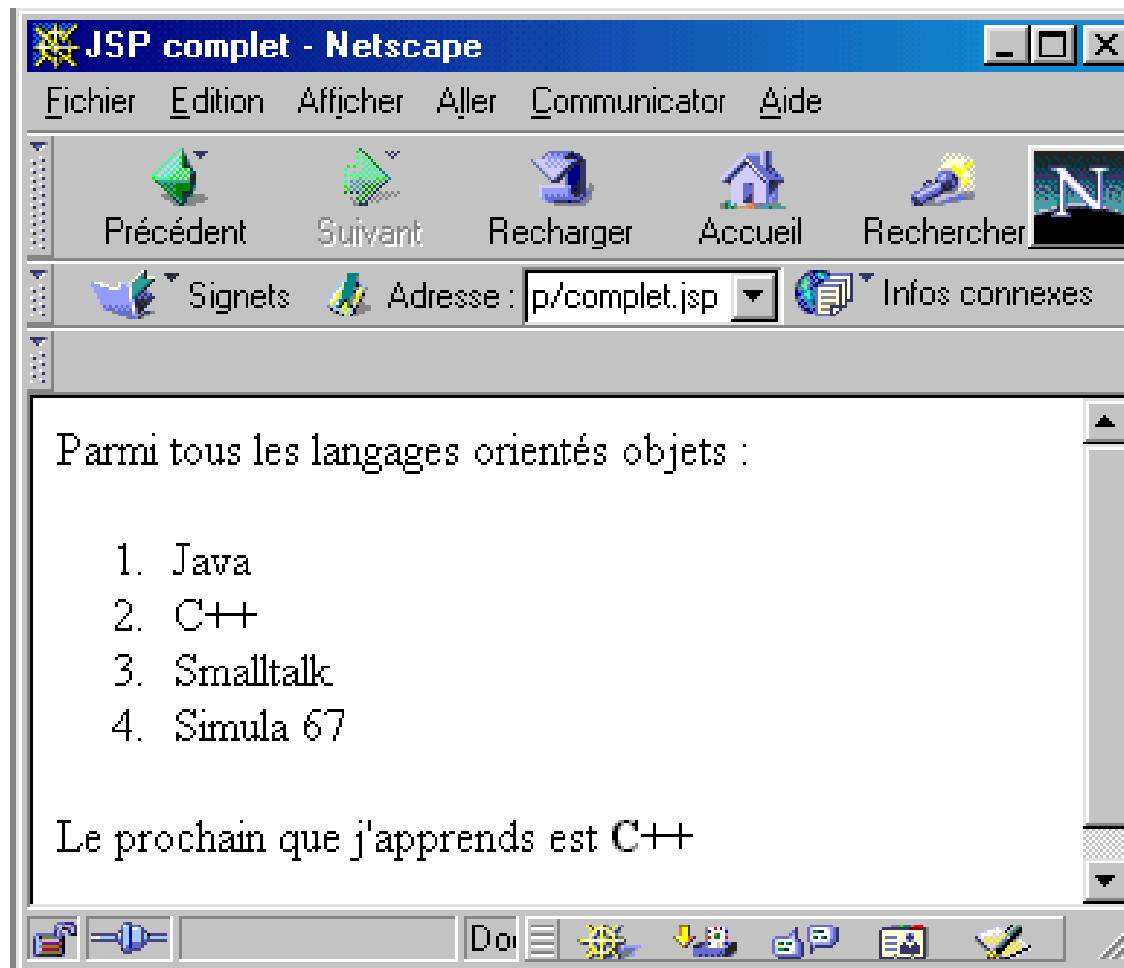 JSP complet - Netscape
Fichier Edition Afficher Aller Communicator Aide
Précédent Suivant Recharger Accueil Rechercher N
Signets Adresse : p/complet.jsp Infos connexes
Parmi tous les langages orientés objets :
1. Java
2. C++
3. Smalltalk
4. Simula 67
Le prochain que j'apprends est C++